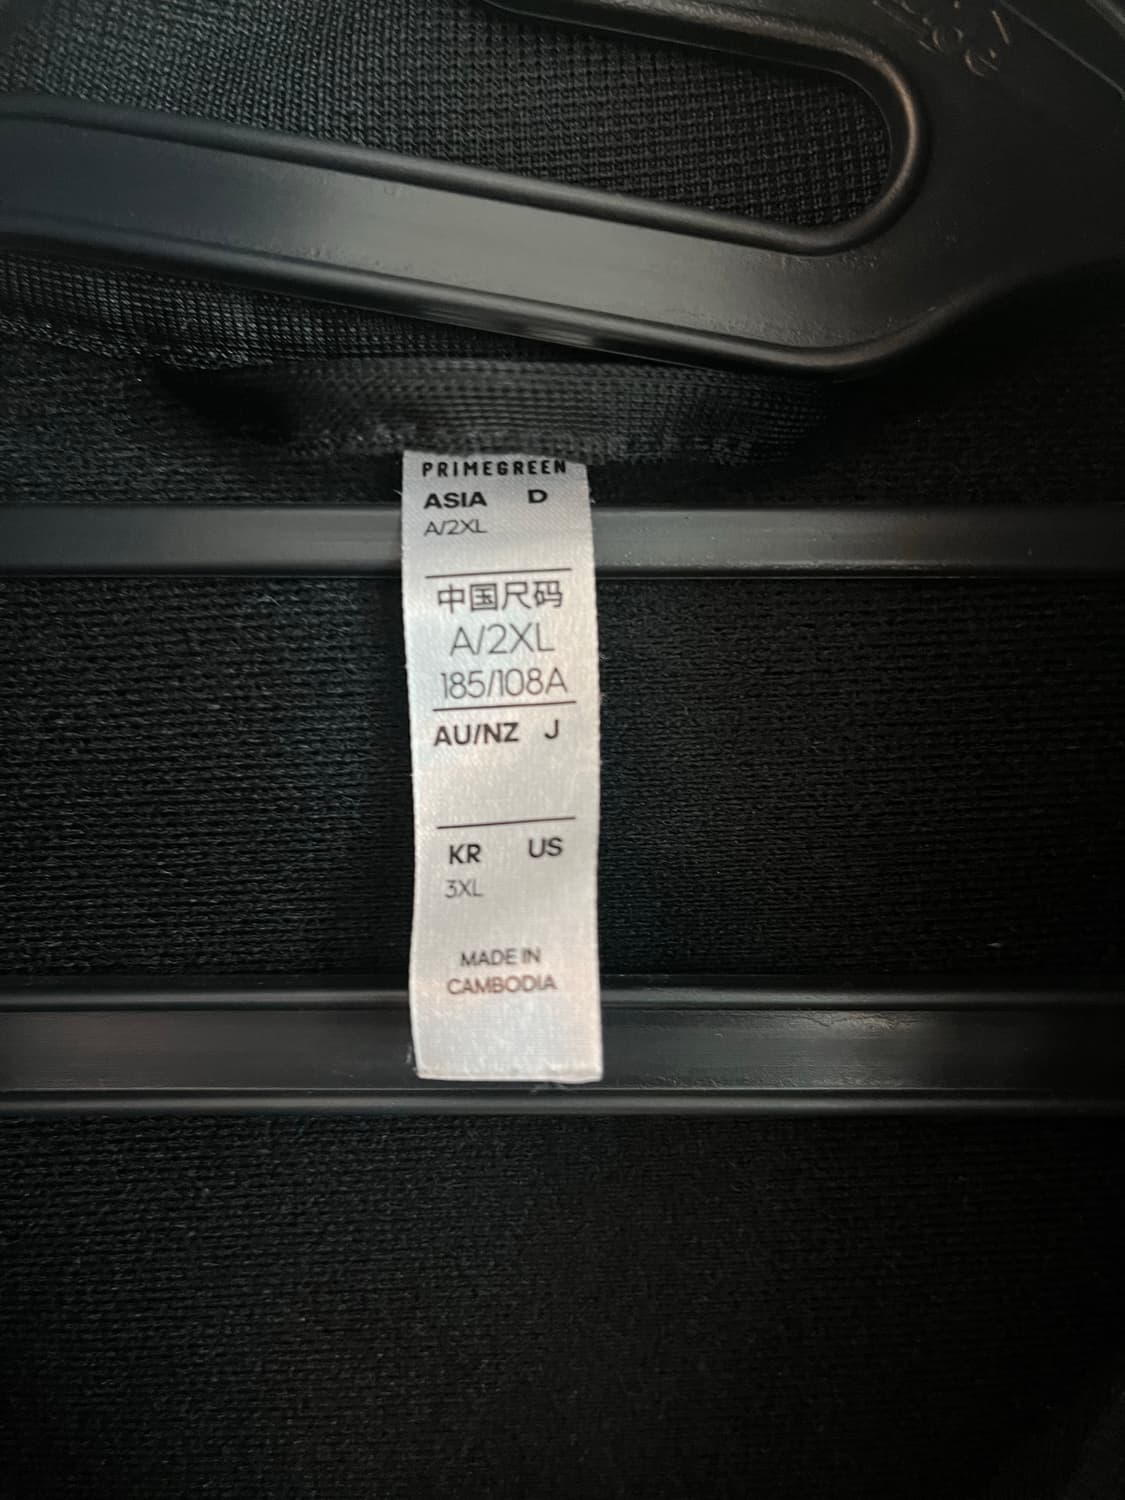 PRIMEGREEN
ASIA D
A/2XL
中国尺码
A/2XL
185/108A
AU/NZ J
KR US
3XL
MADE IN
CAMBODIA